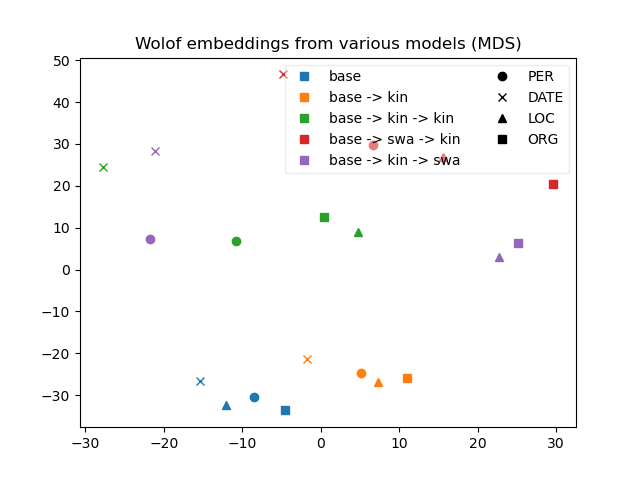 Wolof embeddings from various models (MDS)
50
40
30
20
10
0
−10
−20
−30
base
base -> kin
base -> kin -> kin
base -> swa -> kin
base -> kin -> swa
PER
DATE
LOC
ORG
−30 −20 −10 0 10 20 30